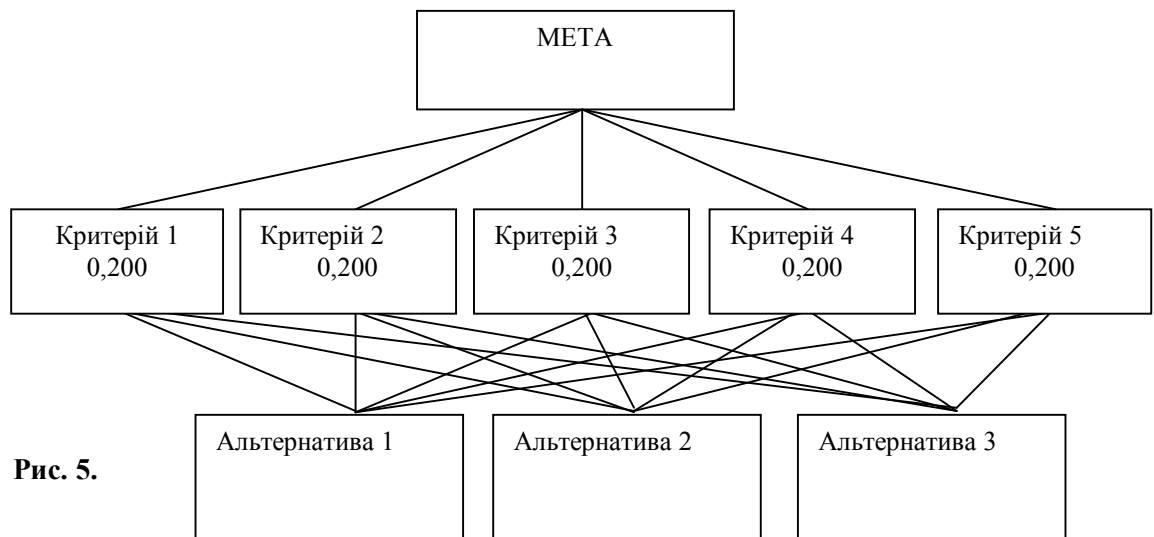 МЕТА
Критерій 1
0,200
Критерій 2
0,200
Критерій 3
0,200
Критерій 4
0,200
Критерій 5
0,200
Альтернатива 1
Альтернатива 2
Альтернатива 3
Рис. 5.